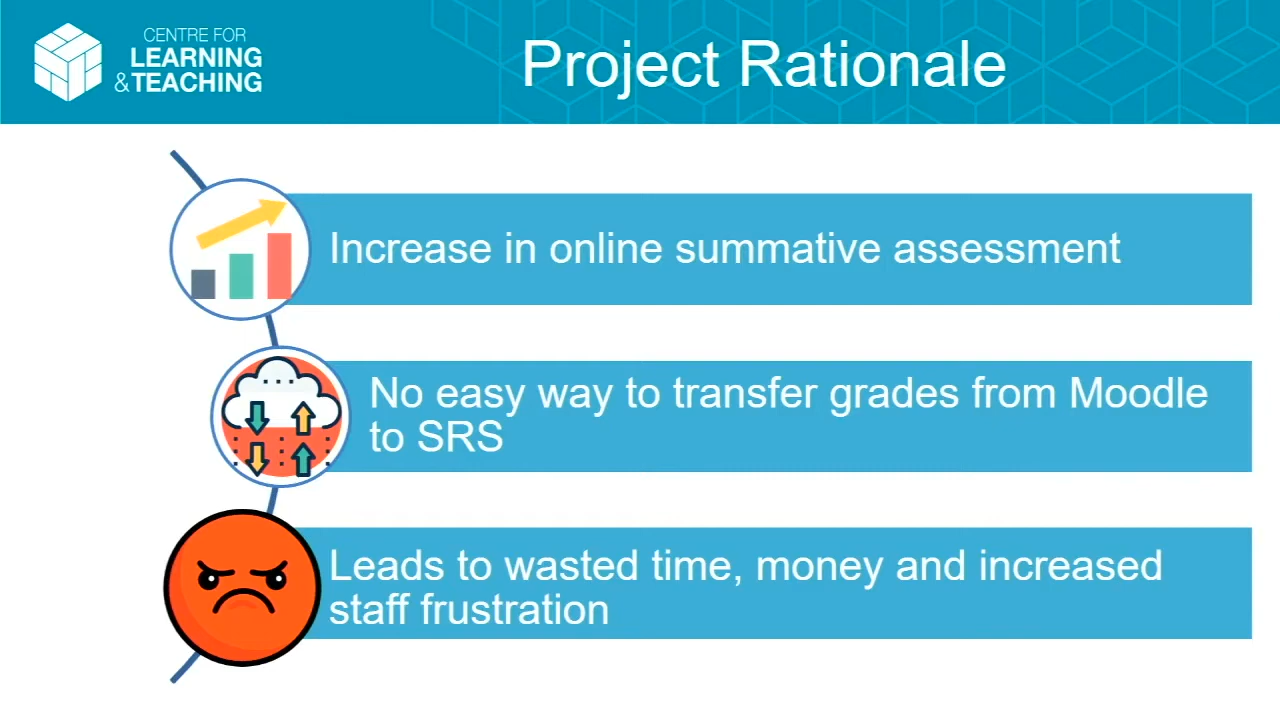 CENTRE FOR
LEARNING
&TEACHING
Project Rationale
Increase in online summative assessment
No easy way to transfer grades from Moodle
to SRS
Leads to wasted time, money and increased
staff frustration